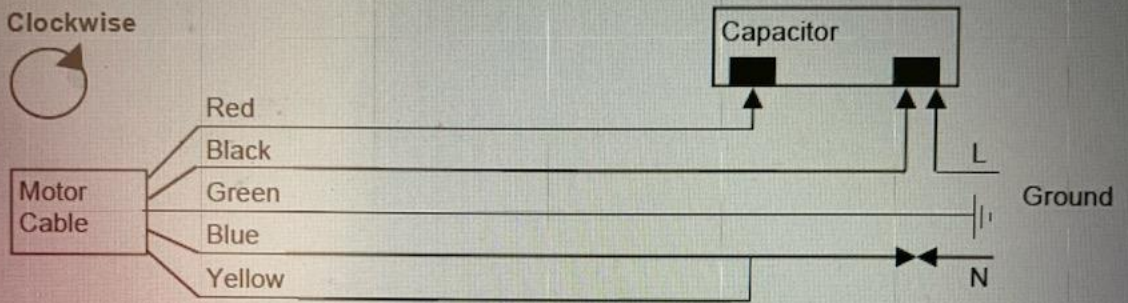 Clockwise
Capacitor
Red
Black
L
Motor
Cable
Green
Ground
Blue
N
Yellow